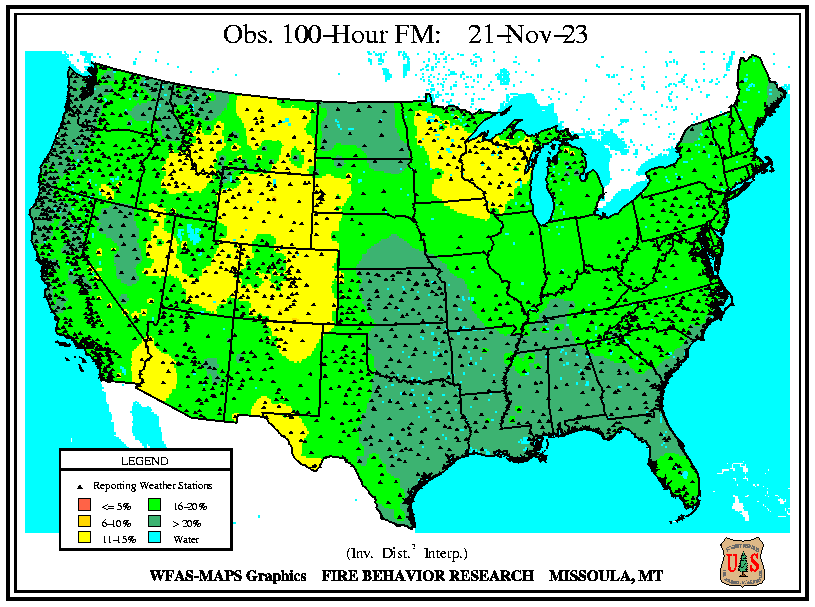 Obs. 100-Hour FM: 21-Nov-23
LEGEND
Reporting Weather Stations
<= 5% 16-20%
6-10% > 20%
11-15% Water
(Inv. Dist.² Interp.)
WFAS-MAPS Graphics FIRE BEHAVIOR RESEARCH MISSOULA, MT
U S